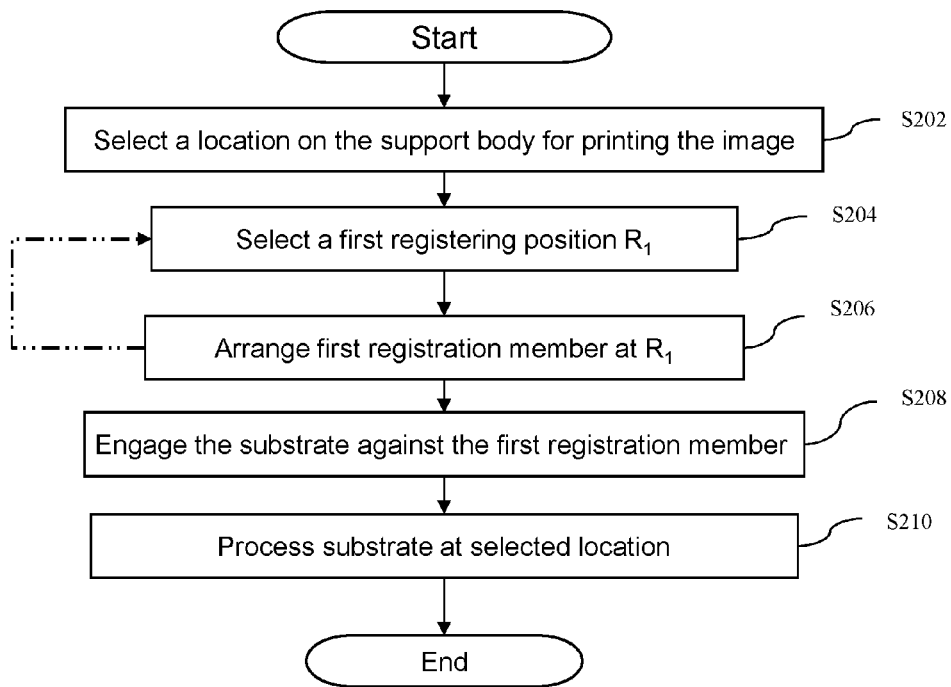 Start
Select a location on the support body for printing the image
S202
Select a first registering position R₁
S204
Arrange first registration member at R₁
S206
Engage the substrate against the first registration member
S208
Process substrate at selected location
S210
End